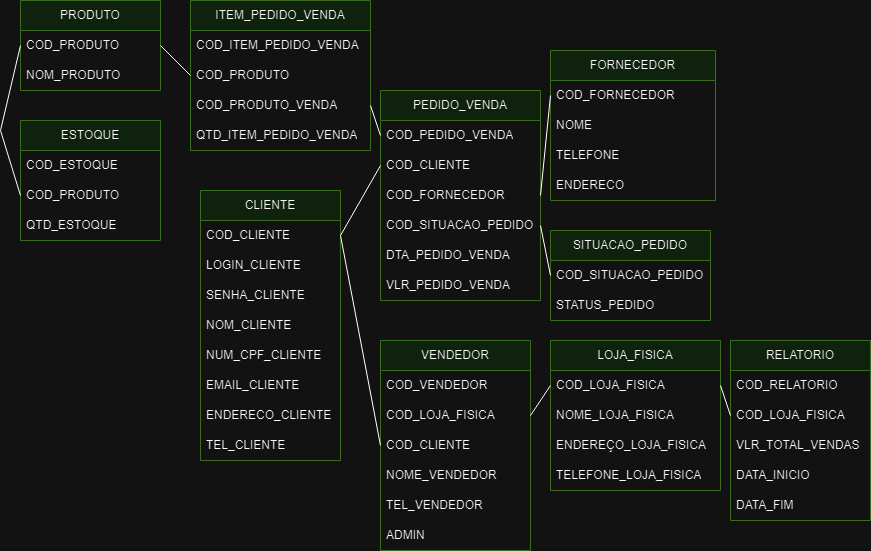 PRODUTO
COD_PRODUTO
NOM_PRODUTO
ITEM_PEDIDO_VENDA
COD_ITEM_PEDIDO_VENDA
COD_PRODUTO
COD_PRODUTO_VENDA
QTD_ITEM_PEDIDO_VENDA
FORNECEDOR
COD_FORNECEDOR
NOME
TELEFONE
ENDERECO
PEDIDO_VENDA
COD_PEDIDO_VENDA
COD_CLIENTE
COD_FORNECEDOR
COD_SITUACAO_PEDIDO
DTA_PEDIDO_VENDA
VLR_PEDIDO_VENDA
ESTOQUE
COD_ESTOQUE
COD_PRODUTO
QTD_ESTOQUE
CLIENTE
COD_CLIENTE
LOGIN_CLIENTE
SENHA_CLIENTE
NOM_CLIENTE
NUM_CPF_CLIENTE
EMAIL_CLIENTE
ENDERECO_CLIENTE
TEL_CLIENTE
SITUACAO_PEDIDO
COD_SITUACAO_PEDIDO
STATUS_PEDIDO
VENDEDOR
COD_VENDEDOR
COD_LOJA_FISICA
COD_CLIENTE
NOME_VENDEDOR
TEL_VENDEDOR
ADMIN
LOJA_FISICA
COD_LOJA_FISICA
NOME_LOJA_FISICA
ENDEREÇO_LOJA_FISICA
TELEFONE_LOJA_FISICA
RELATORIO
COD_RELATORIO
COD_LOJA_FISICA
VLR_TOTAL_VENDAS
DATA_INICIO
DATA_FIM